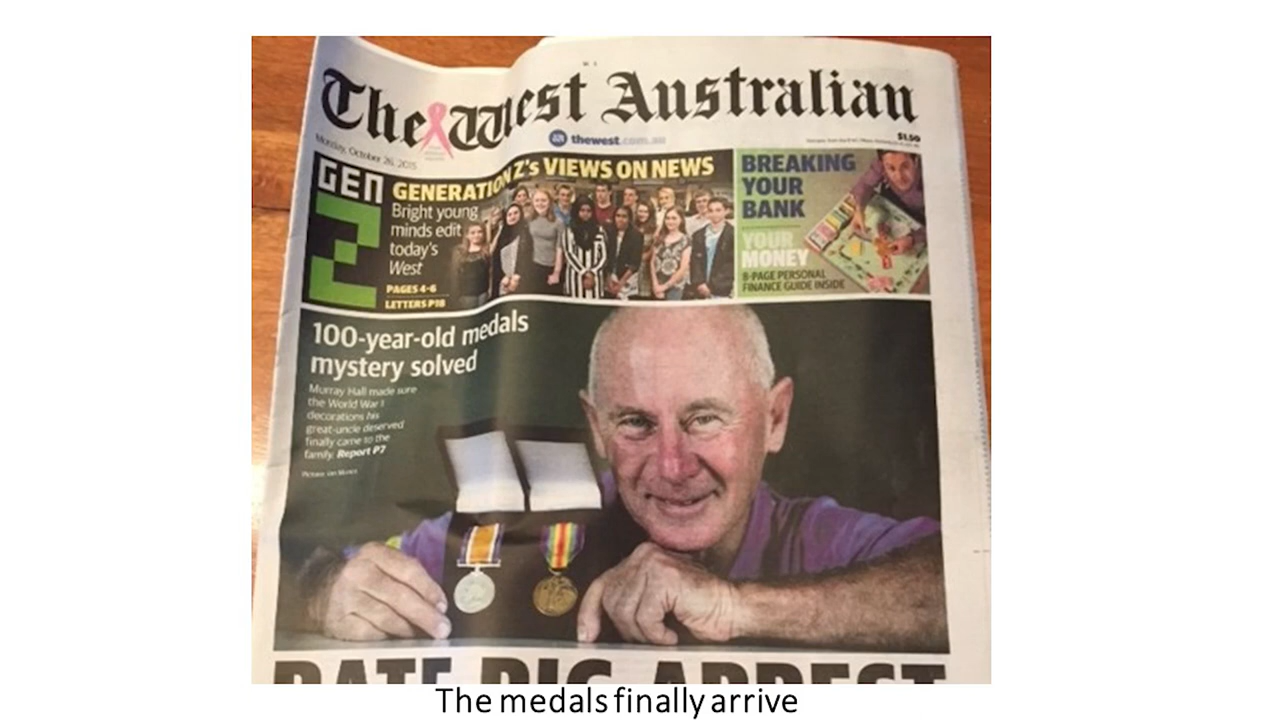 The West Australian
Monday, October 26, 2015
thewest.com.au
$1.50
GEN
Z
GENERATION Z's VIEWS ON NEWS
Bright young
minds edit
today's
West
PAGES 4-6
LETTERS P18
BREAKING
YOUR
BANK
YOUR
MONEY
8-PAGE PERSONAL
FINANCE GUIDE INSIDE
100-year-old medals
mystery solved
Murray Hall made sure
the World War I
decorations his
great-uncle deserved
finally came to the
family. Report P7
The medals finally arrive